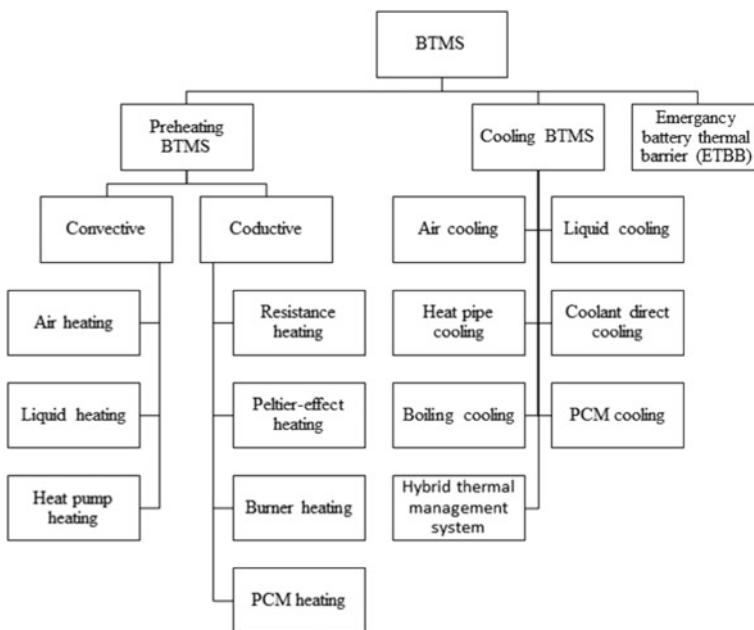 BTMS
Preheating
BTMS
Cooling BTMS
Emergancy
battery thermal
barrier (ETBB)
Convective
Coductive
Air cooling
Liquid cooling
Air heating
Resistance
heating
Heat pipe
cooling
Coolant direct
cooling
Liquid heating
Peltier-effect
heating
Boiling cooling
PCM cooling
Heat pump
heating
Burner heating
Hybrid thermal
management
system
PCM heating